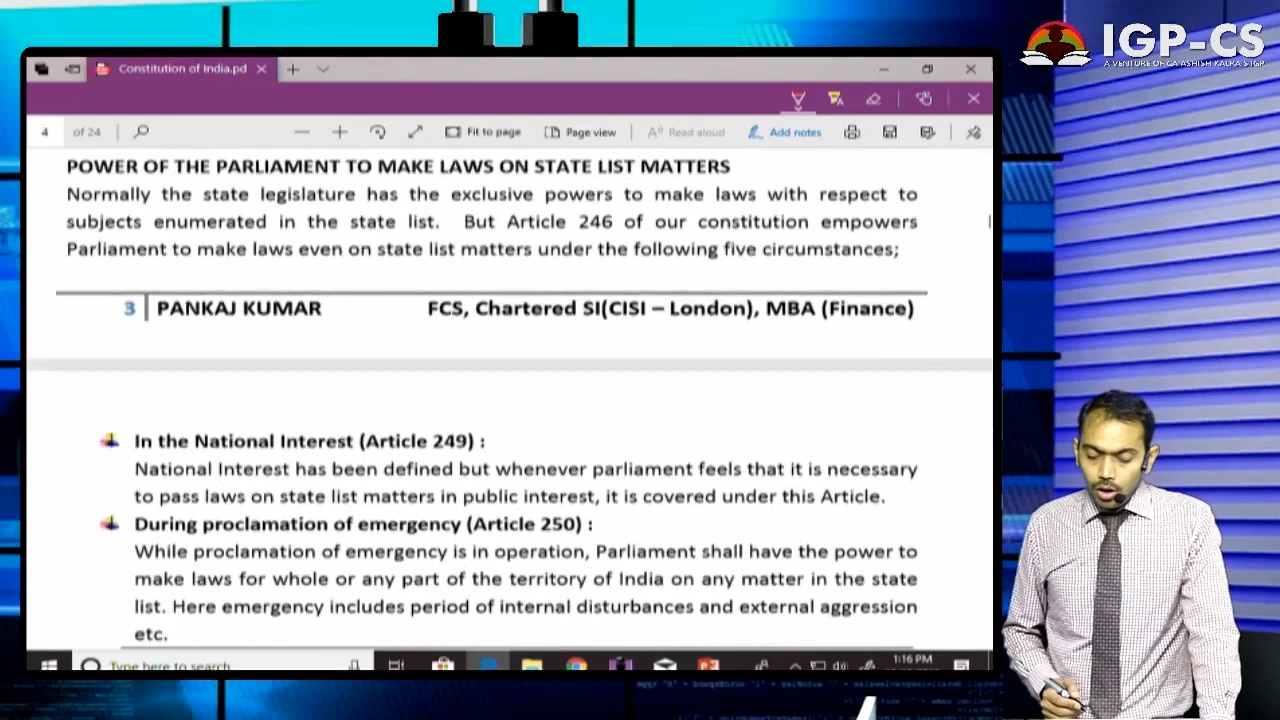 IGP-CS
A VENTURE OF CA ASHISH KALRA'S IGP
Constitution of India.pd
4 of 24 Fit to page Page view Read aloud Add notes
POWER OF THE PARLIAMENT TO MAKE LAWS ON STATE LIST MATTERS
Normally the state legislature has the exclusive powers to make laws with respect to
subjects enumerated in the state list. But Article 246 of our constitution empowers
Parliament to make laws even on state list matters under the following five circumstances;
3 PANKAJ KUMAR FCS, Chartered SI(CISI – London), MBA (Finance)
In the National Interest (Article 249) :
National Interest has been defined but whenever parliament feels that it is necessary
to pass laws on state list matters in public interest, it is covered under this Article.
During proclamation of emergency (Article 250) :
While proclamation of emergency is in operation, Parliament shall have the power to
make laws for whole or any part of the territory of India on any matter in the state
list. Here emergency includes period of internal disturbances and external aggression
etc.
Type here to search
1:16 PM